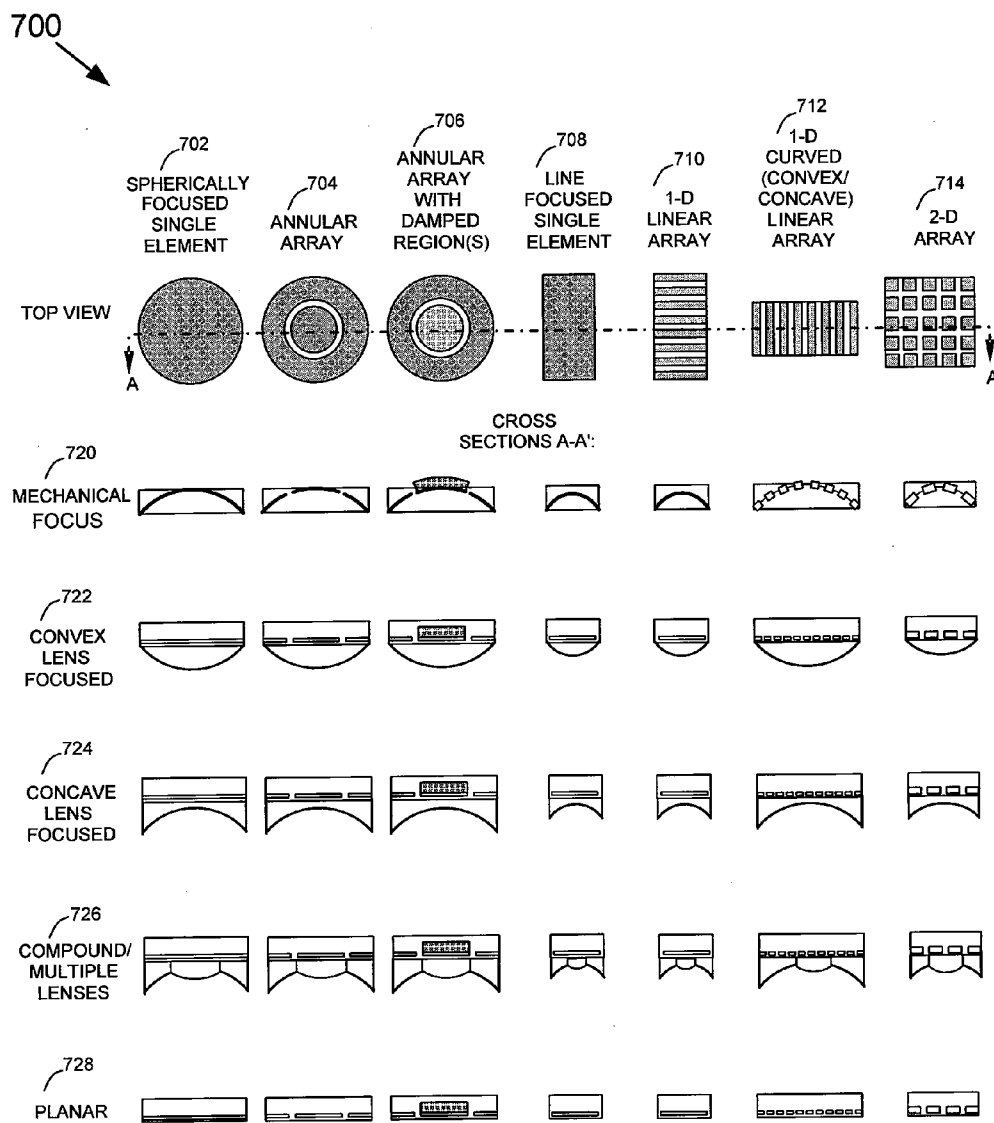 700
702
SPHERICALLY
FOCUSED
SINGLE
ELEMENT
704
ANNULAR
ARRAY
706
ANNULAR
ARRAY
WITH
DAMPED
REGION(S)
708
LINE
FOCUSED
SINGLE
ELEMENT
710
1-D
LINEAR
ARRAY
712
1-D
CURVED
(CONVEX/
CONCAVE)
LINEAR
ARRAY
714
2-D
ARRAY
TOP VIEW
A
A'
CROSS
SECTIONS A-A':
720
MECHANICAL
FOCUS
722
CONVEX
LENS
FOCUSED
724
CONCAVE
LENS
FOCUSED
726
COMPOUND/
MULTIPLE
LENSES
728
PLANAR